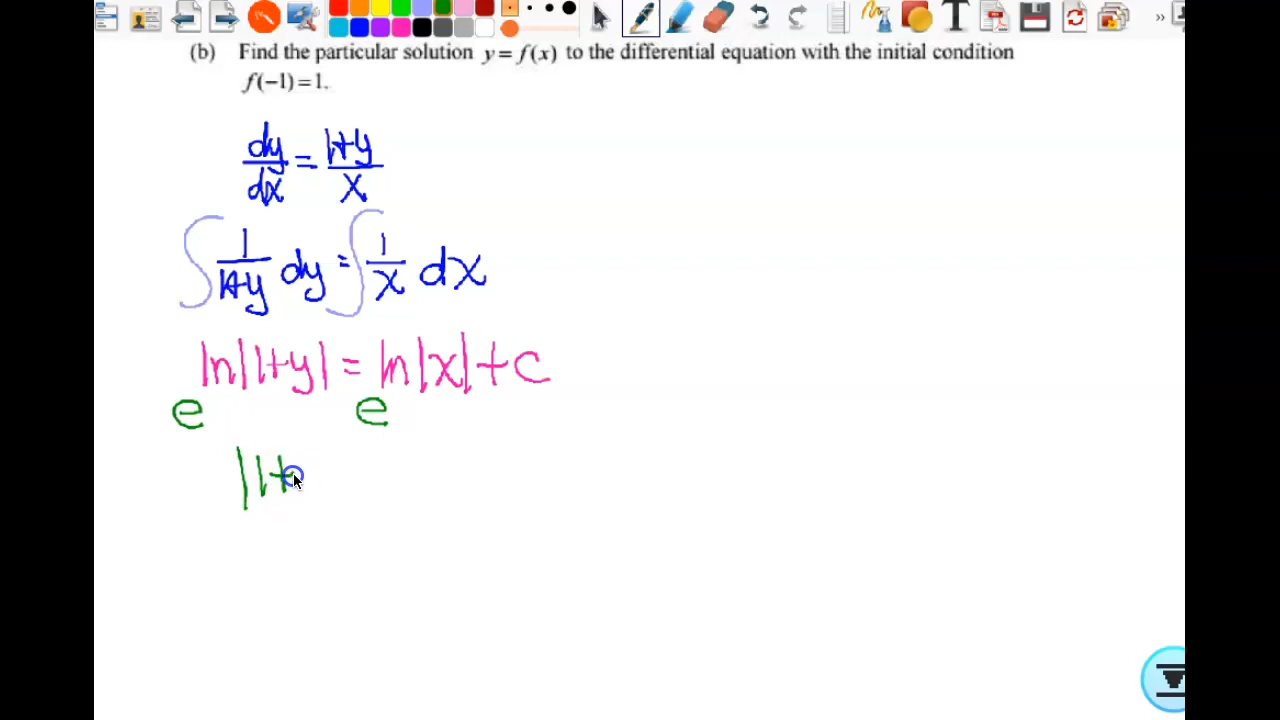 (b) Find the particular solution y = f(x) to the differential equation with the initial condition
f(−1) = 1.
dy/dx = 1+y/x
∫ 1/1+y dy = ∫ 1/x dx
ln|1+y| = ln|x| + c
e e
|1+